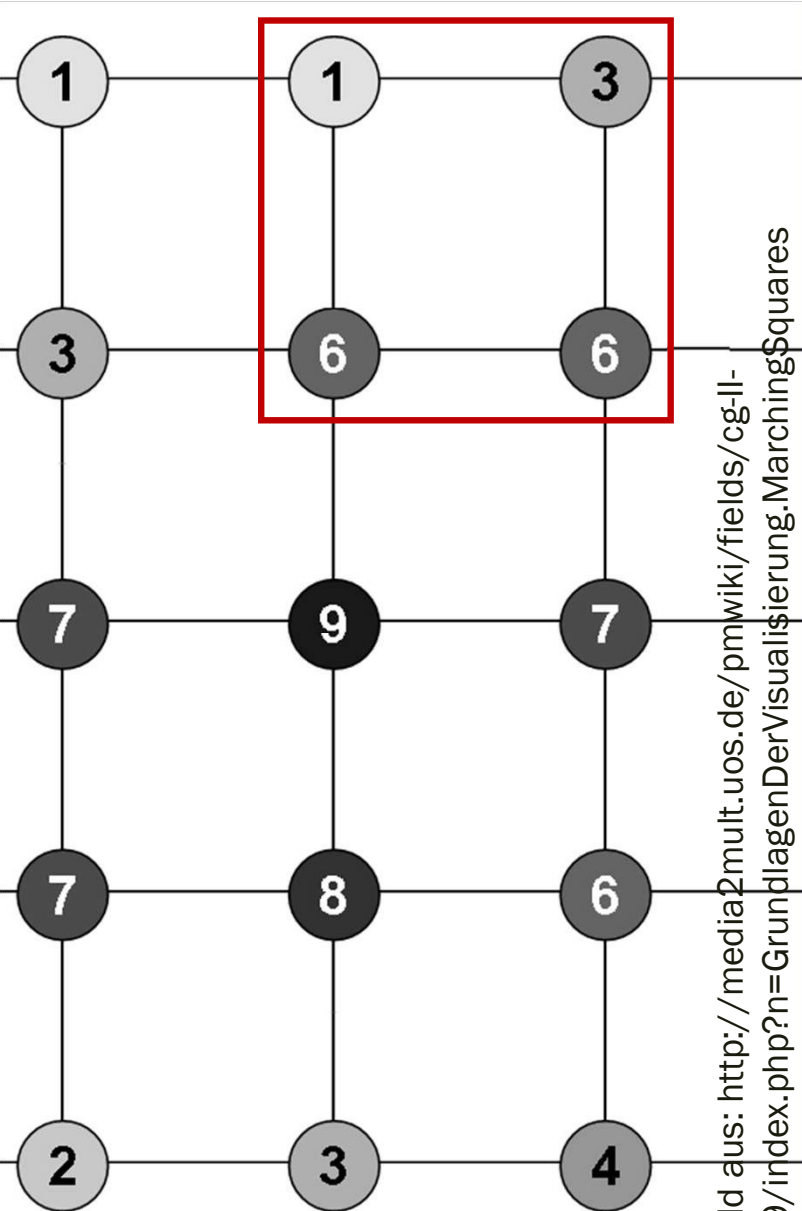 1 1 3
3 6 6
7 9 7
7 8 6
2 3 4
ld aus: http://media2mult.uos.de/pmwiki/fields/cg-II-
9/index.php?n=GrundlagenDerVisualisierung.MarchingSquares